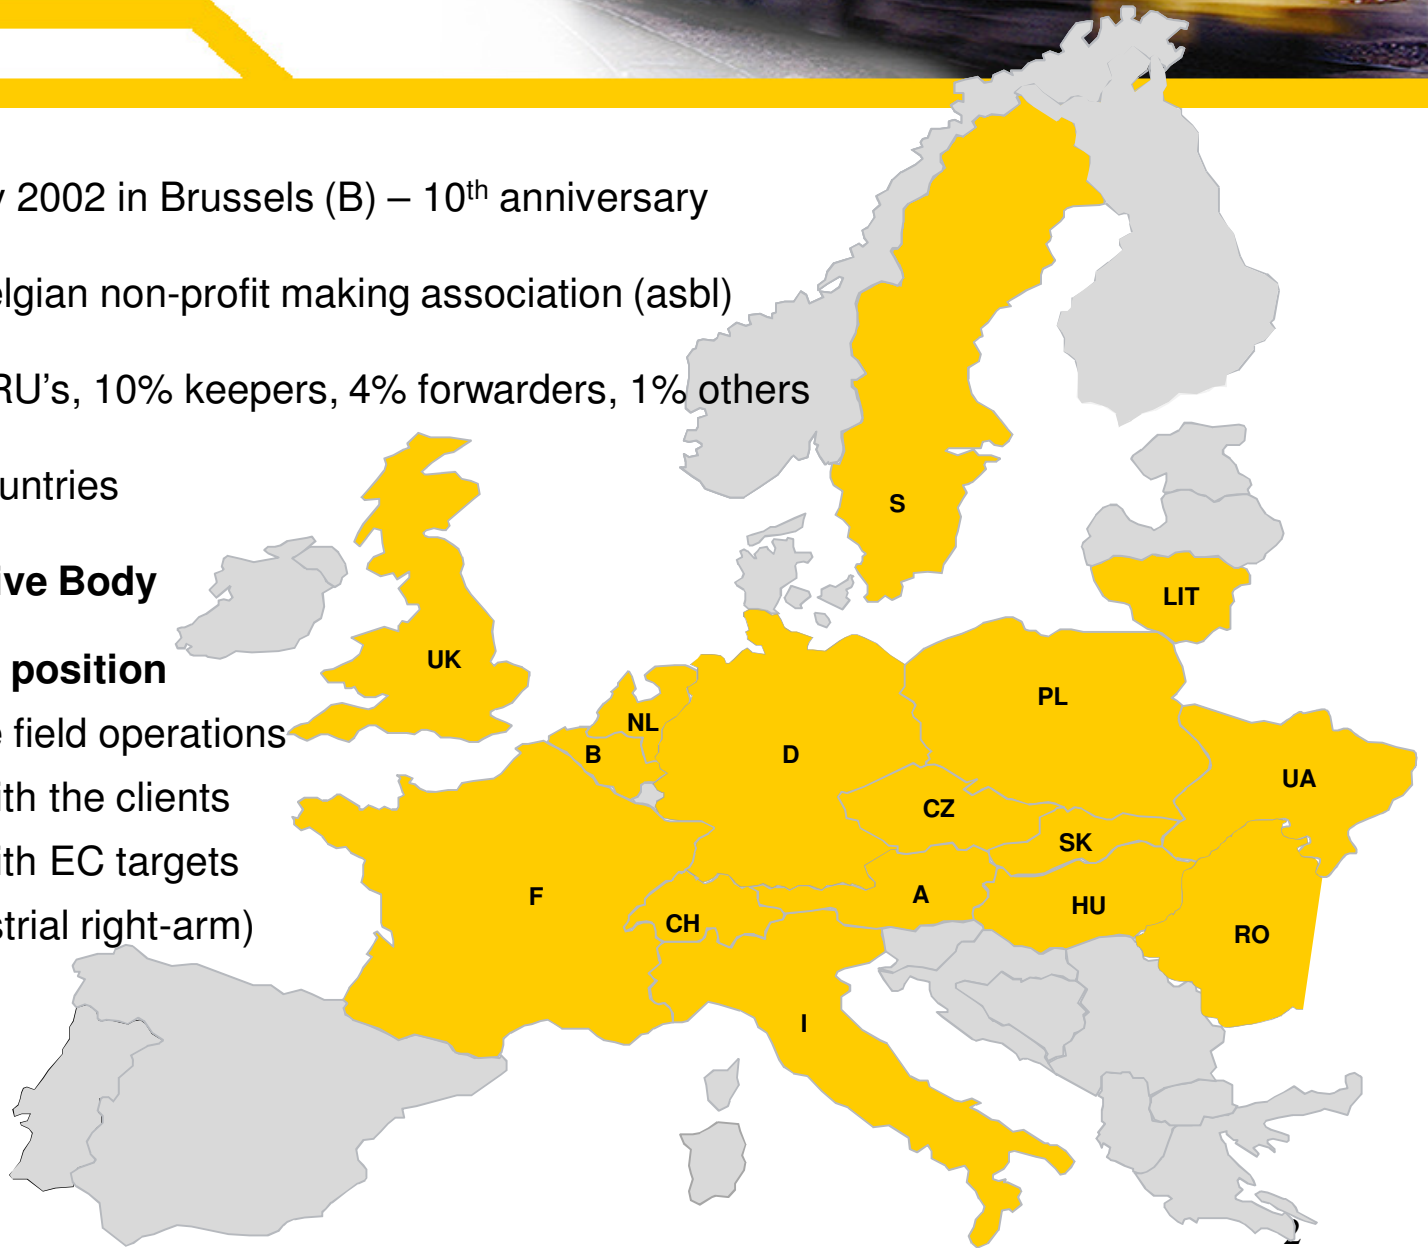 y 2002 in Brussels (B) – 10th anniversary
elgian non-profit making association (asbl)
RU's, 10% keepers, 4% forwarders, 1% others
untries
ive Body
position
e field operations
ith the clients
ith EC targets
strial right-arm)
S
LIT
UK
PL
NL
B
D
UA
CZ
SK
F
A
HU
CH
RO
I